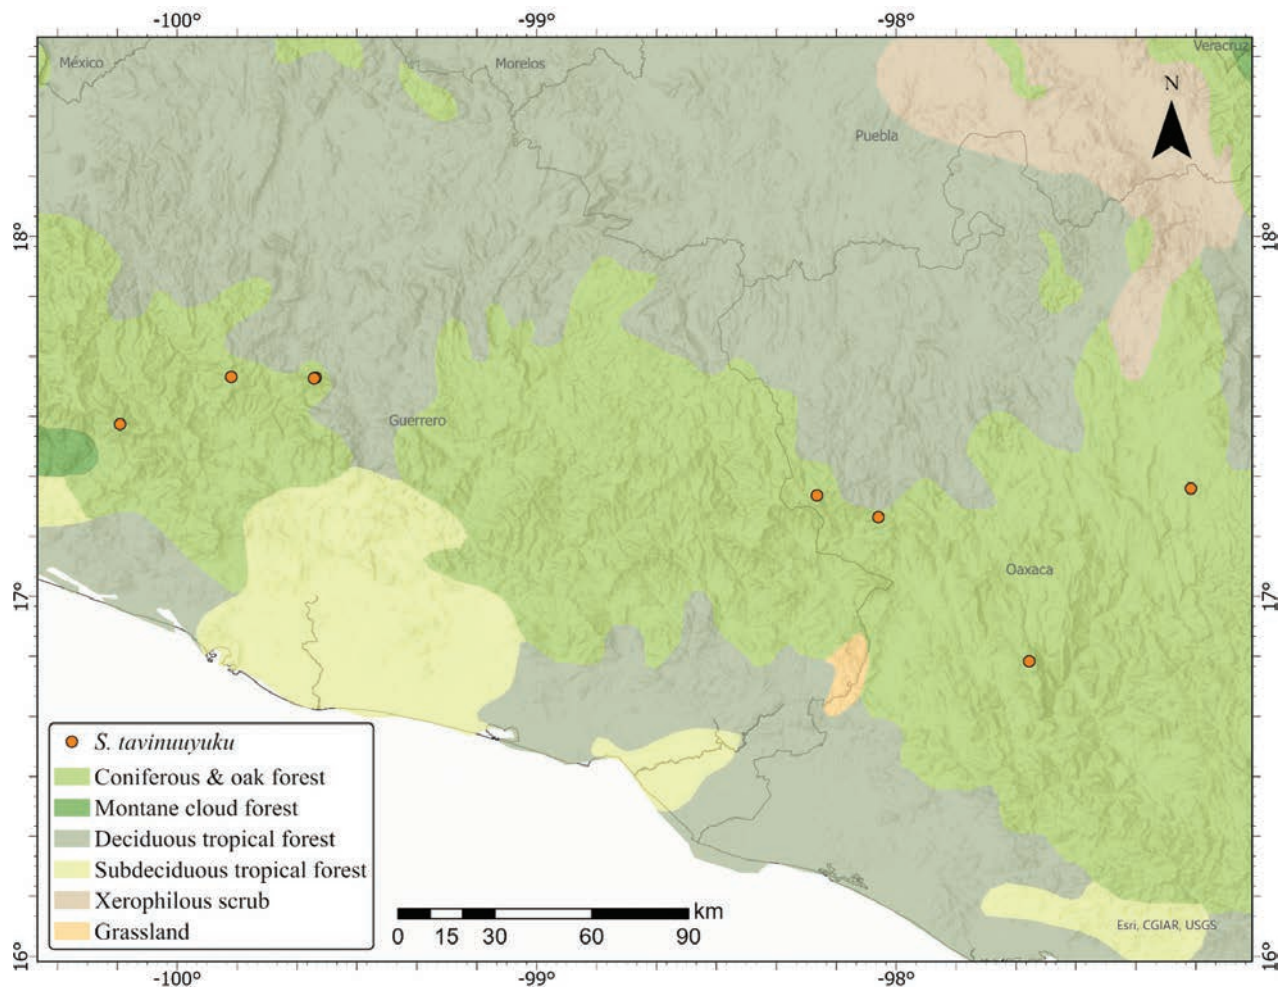 -100° -99° -98°
México
Morelos
Veracruz
N
Puebla
18° 18°
Guerrero
Oaxaca
17° 17°
S. tavinuuyuku
Coniferous & oak forest
Montane cloud forest
Deciduous tropical forest
Subdeciduous tropical forest
Xerophilous scrub
Grassland
km
0 15 30 60 90
Esri, CGIAR, USGS
16° 16°
-100° -99° -98°